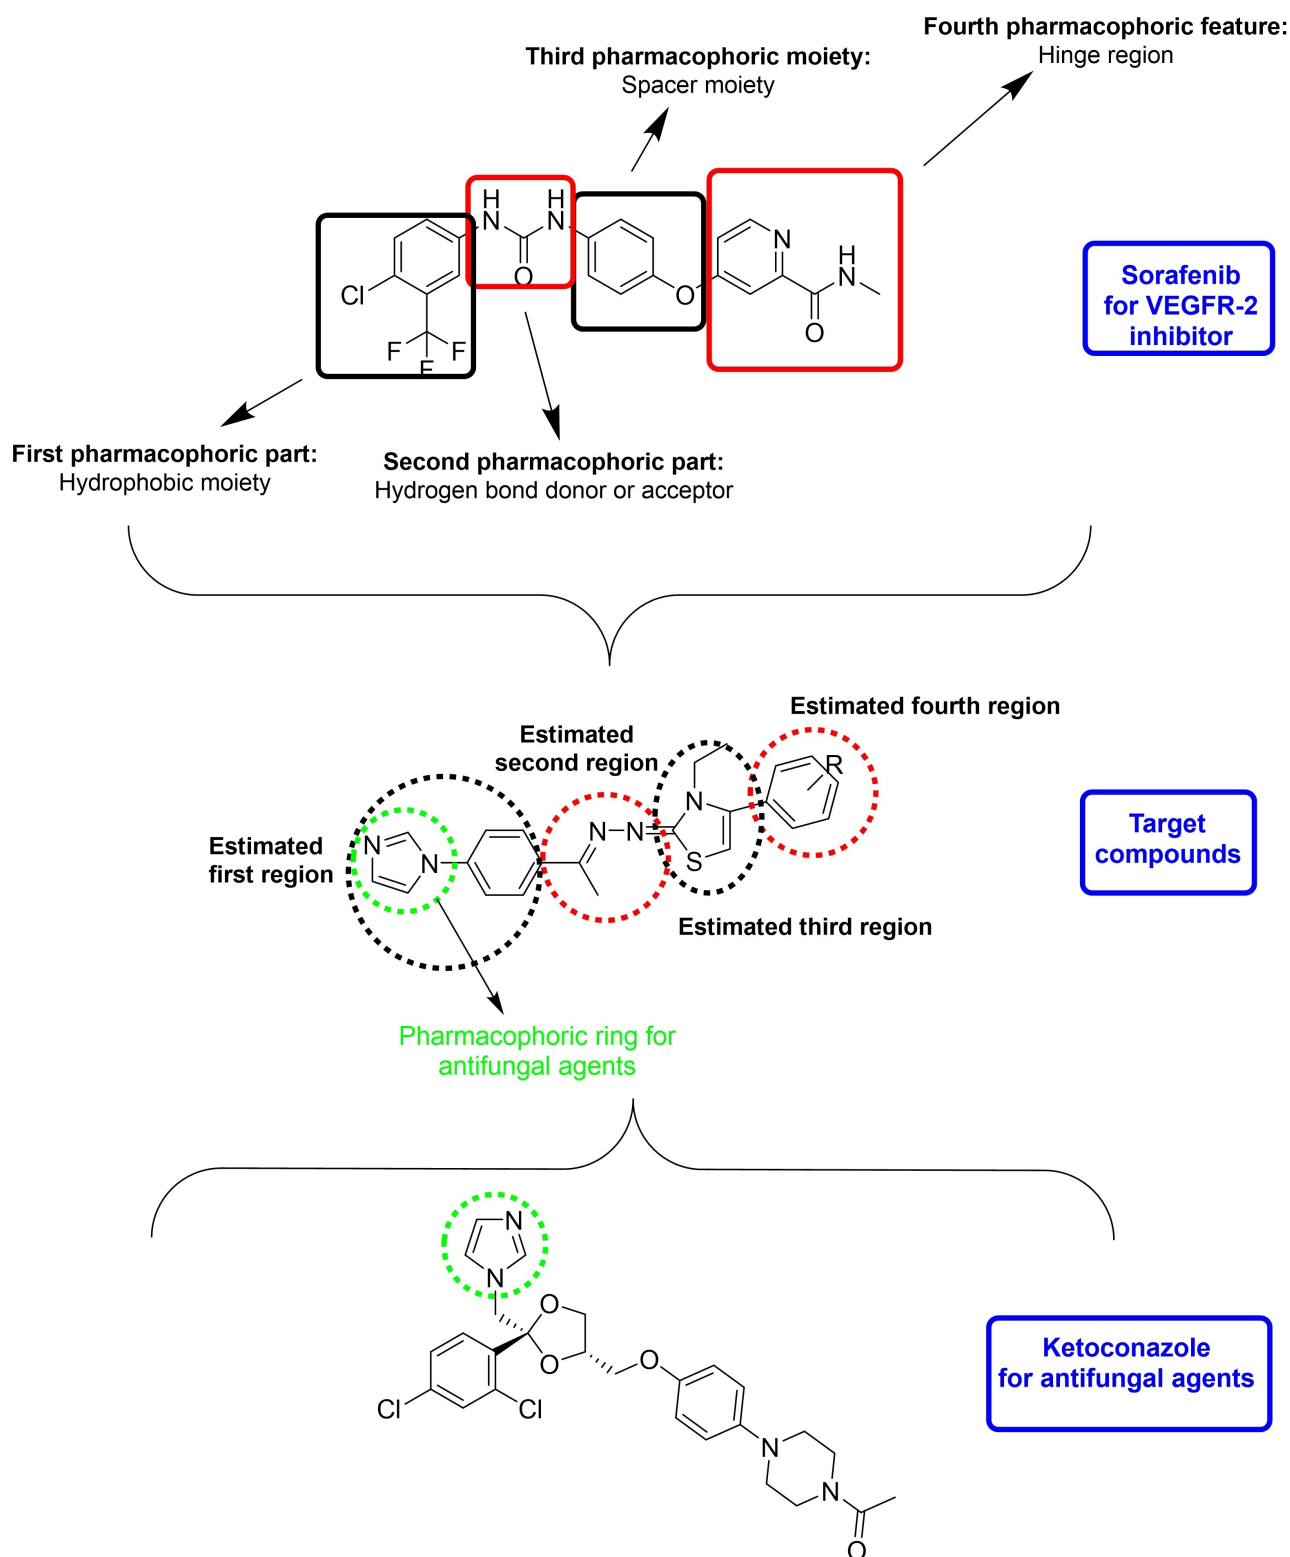 Fourth pharmacophoric feature:
Hinge region
Third pharmacophoric moiety:
Spacer moiety
H
N
H
N
O
Cl
F
F
F
O
N
H
N
O
Sorafenib
for VEGFR-2
inhibitor
First pharmacophoric part:
Hydrophobic moiety
Second pharmacophoric part:
Hydrogen bond donor or acceptor
Estimated fourth region
Estimated
second region
R
N
N
N
S
N
N
Estimated
first region
Target
compounds
Estimated third region
Pharmacophoric ring for
antifungal agents
N
N
O
O
O
Cl
Cl
N
N
O
Ketoconazole
for antifungal agents